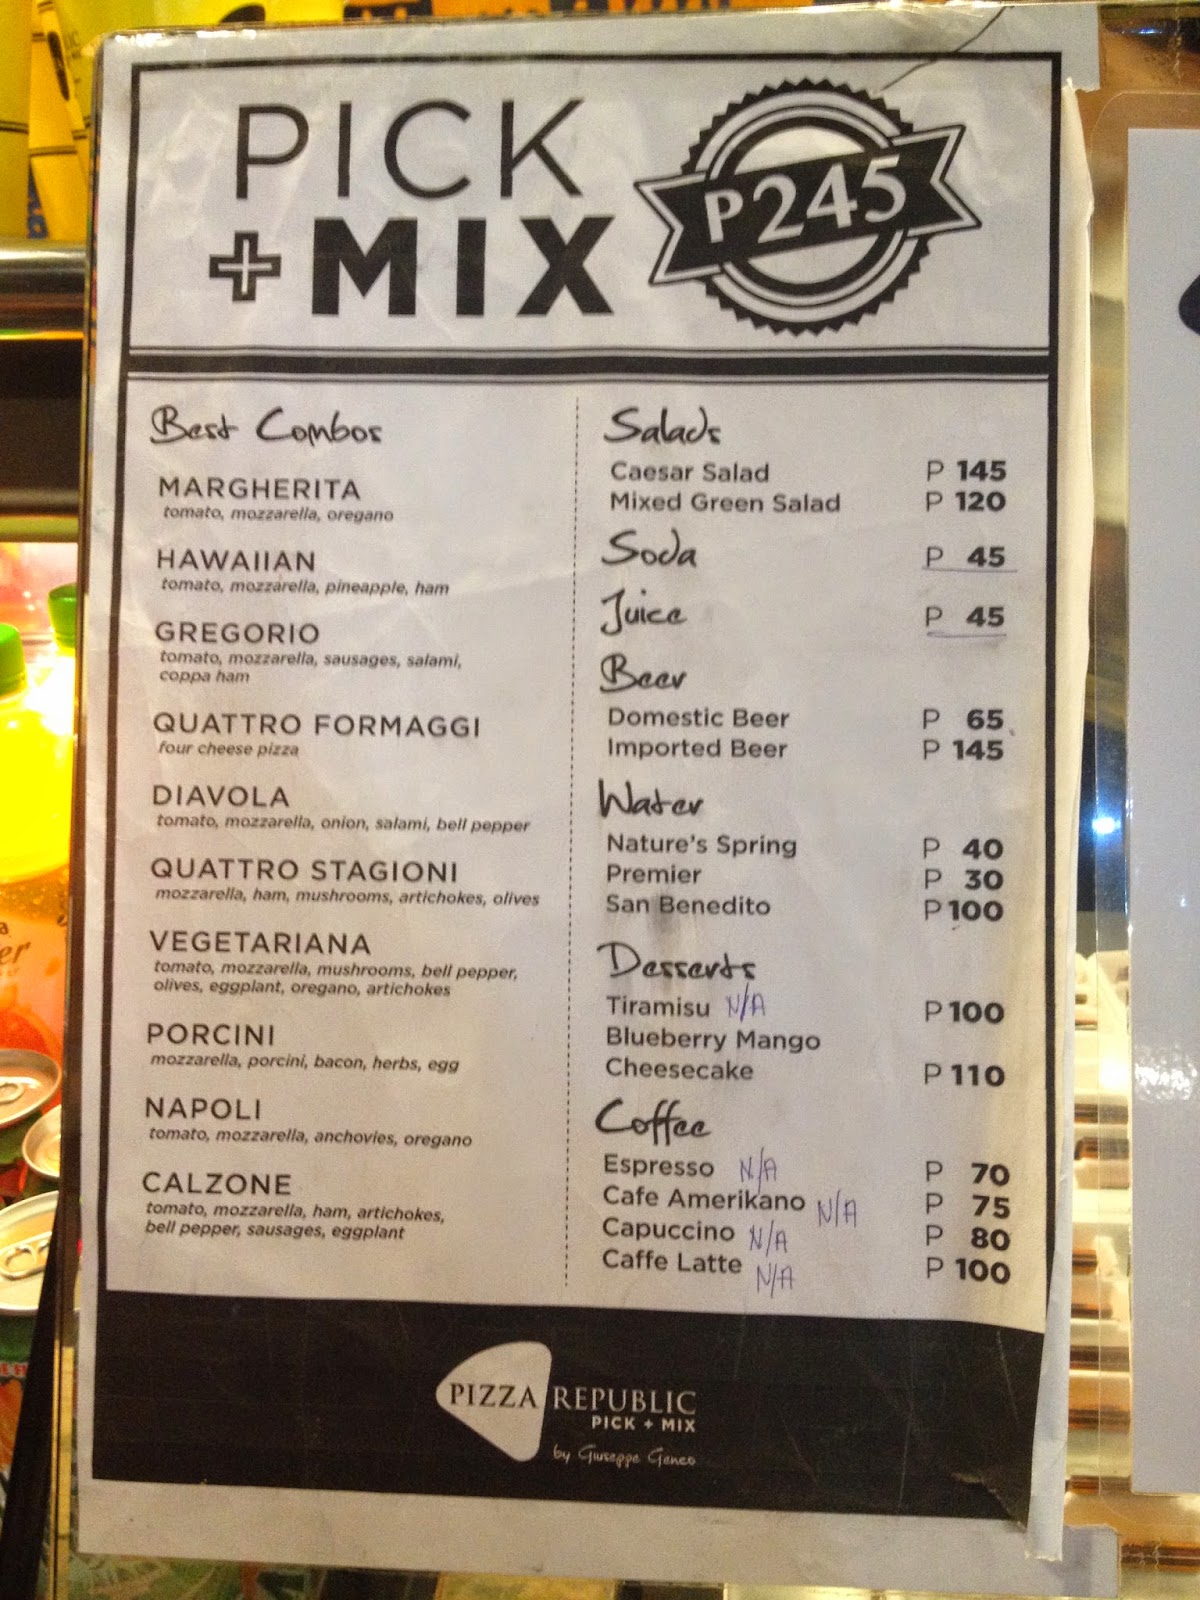 PICK
+MIX
P245
Best Combos
MARGHERITA
tomato, mozzarella, oregano
HAWAIIAN
tomato, mozzarella, pineapple, ham
GREGORIO
tomato, mozzarella, sausages, salami,
coppa ham
QUATTRO FORMAGGI
four cheese pizza
DIAVOLA
tomato, mozzarella, onion, salami, bell pepper
QUATTRO STAGIONI
mozzarella, ham, mushrooms, artichokes, olives
VEGETARIANA
tomato, mozzarella, mushrooms, bell pepper,
olives, eggplant, oregano, artichokes
PORCINI
mozzarella, porcini, bacon, herbs, egg
NAPOLI
tomato, mozzarella, anchovies, oregano
CALZONE
tomato, mozzarella, ham, artichokes,
bell pepper, sausages, eggplant
Salads
Caesar Salad P 145
Mixed Green Salad P 120
Soda P 45
Juice P 45
Beer
Domestic Beer P 65
Imported Beer P 145
Water
Nature's Spring P 40
Premier P 30
San Benedito P 100
Desserts
Tiramisu N/A P 100
Blueberry Mango
Cheesecake P 110
Coffee
Espresso N/A P 70
Cafe Amerikano N/A P 75
Capuccino N/A P 80
Caffe Latte N/A P 100
PIZZA REPUBLIC
PICK + MIX
by Giuseppe Genco